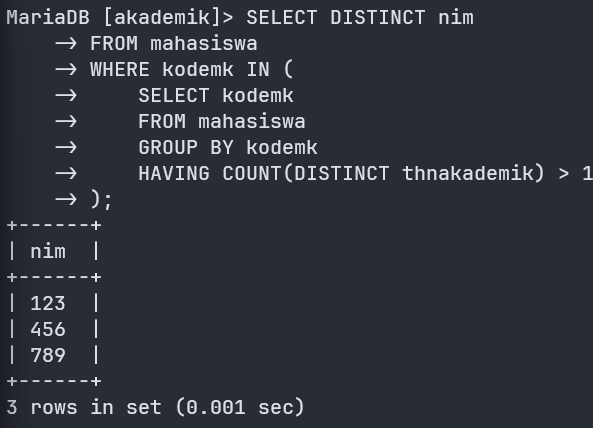 MariaDB [akademik]> SELECT DISTINCT nim
    -> FROM mahasiswa
    -> WHERE kodemk IN (
    ->     SELECT kodemk
    ->     FROM mahasiswa
    ->     GROUP BY kodemk
    ->     HAVING COUNT(DISTINCT thnakademik) > 1
    -> );
+------+
| nim  |
+------+
| 123  |
| 456  |
| 789  |
+------+
3 rows in set (0.001 sec)